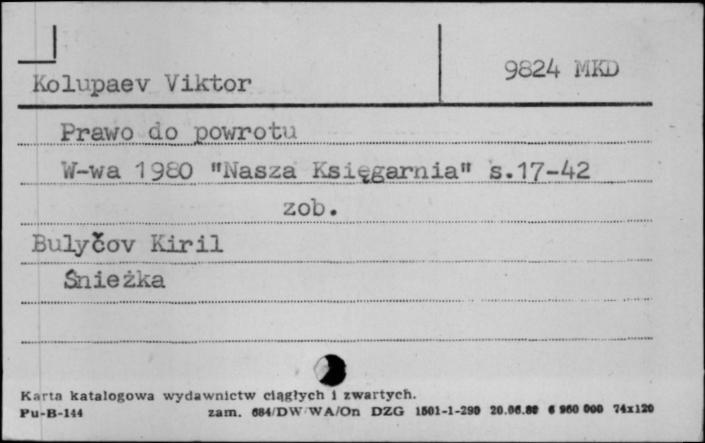 Kolupaev Viktor
9824 MKD
Prawo do powrotu
W-wa 1980 "Nasza Księgarnia" s.17-42
zob.
Bulyčov Kiril
Śnieżka
Karta katalogowa wydawnictw ciągłych i zwartych.
Pu-B-144 zam. 684/DW WA/On DZG 1501-1-290 20.06.80 6 960 000 74x120